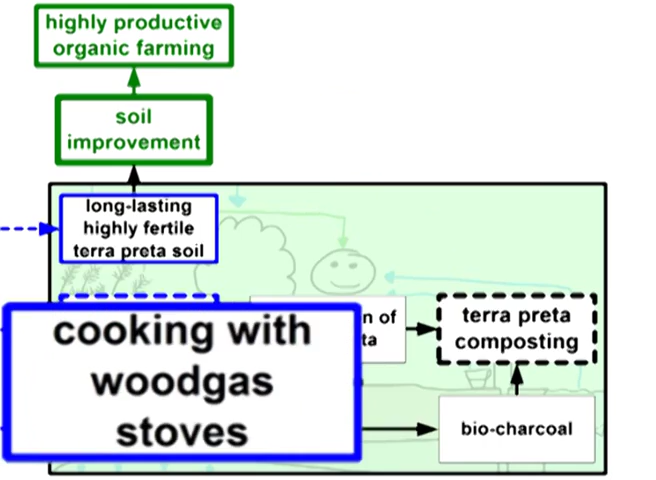 highly productive
organic farming
soil
improvement
long-lasting
highly fertile
terra preta soil
cooking with
woodgas
stoves
n of
ta
terra preta
composting
bio-charcoal